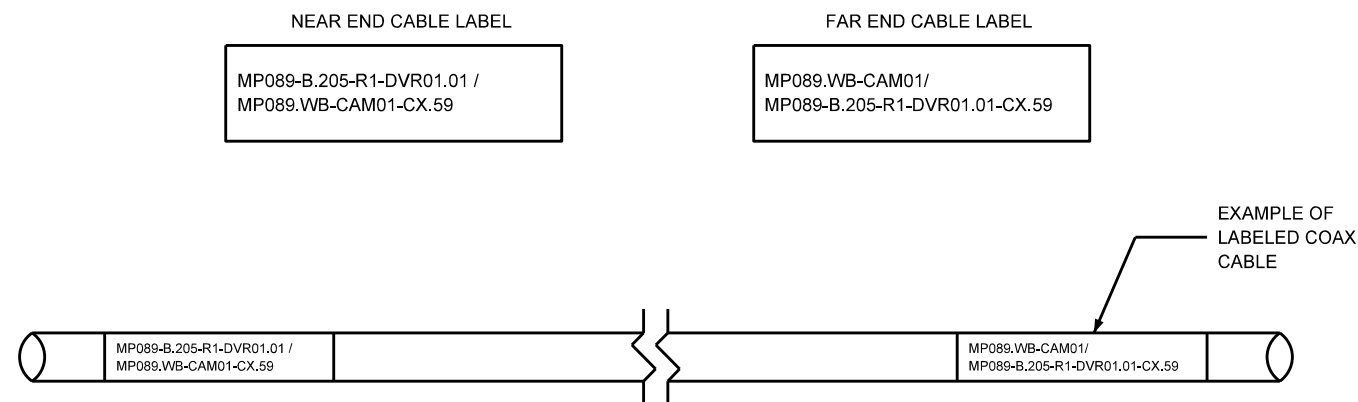 NEAR END CABLE LABEL
FAR END CABLE LABEL
MP089-B.205-R1-DVR01.01 /
MP089.WB-CAM01-CX.59
MP089.WB-CAM01/
MP089-B.205-R1-DVR01.01-CX.59
EXAMPLE OF
LABELED COAX
CABLE
MP089-B.205-R1-DVR01.01 /
MP089.WB-CAM01-CX.59
MP089.WB-CAM01/
MP089-B.205-R1-DVR01.01-CX.59